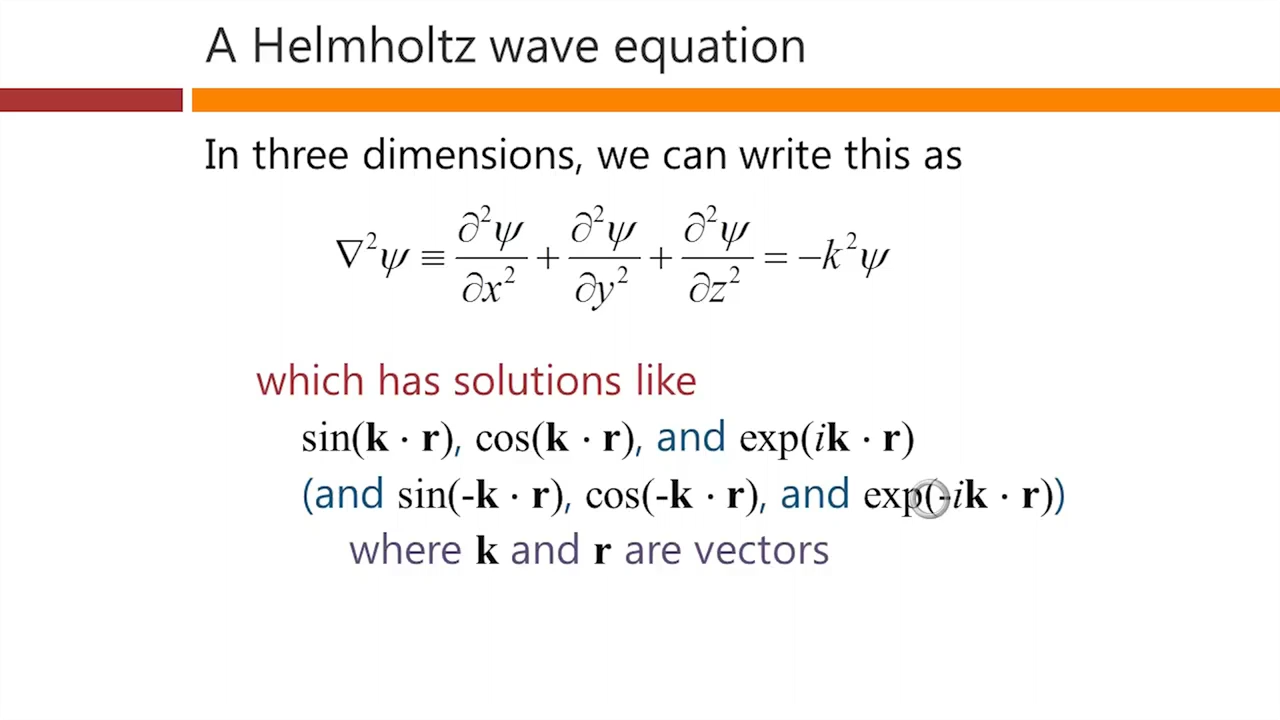 A Helmholtz wave equation
In three dimensions, we can write this as
∇²ψ ≡ ∂²ψ/∂x² + ∂²ψ/∂y² + ∂²ψ/∂z² = −k²ψ
which has solutions like
sin(k · r), cos(k · r), and exp(ik · r)
(and sin(-k · r), cos(-k · r), and exp(-ik · r))
where k and r are vectors